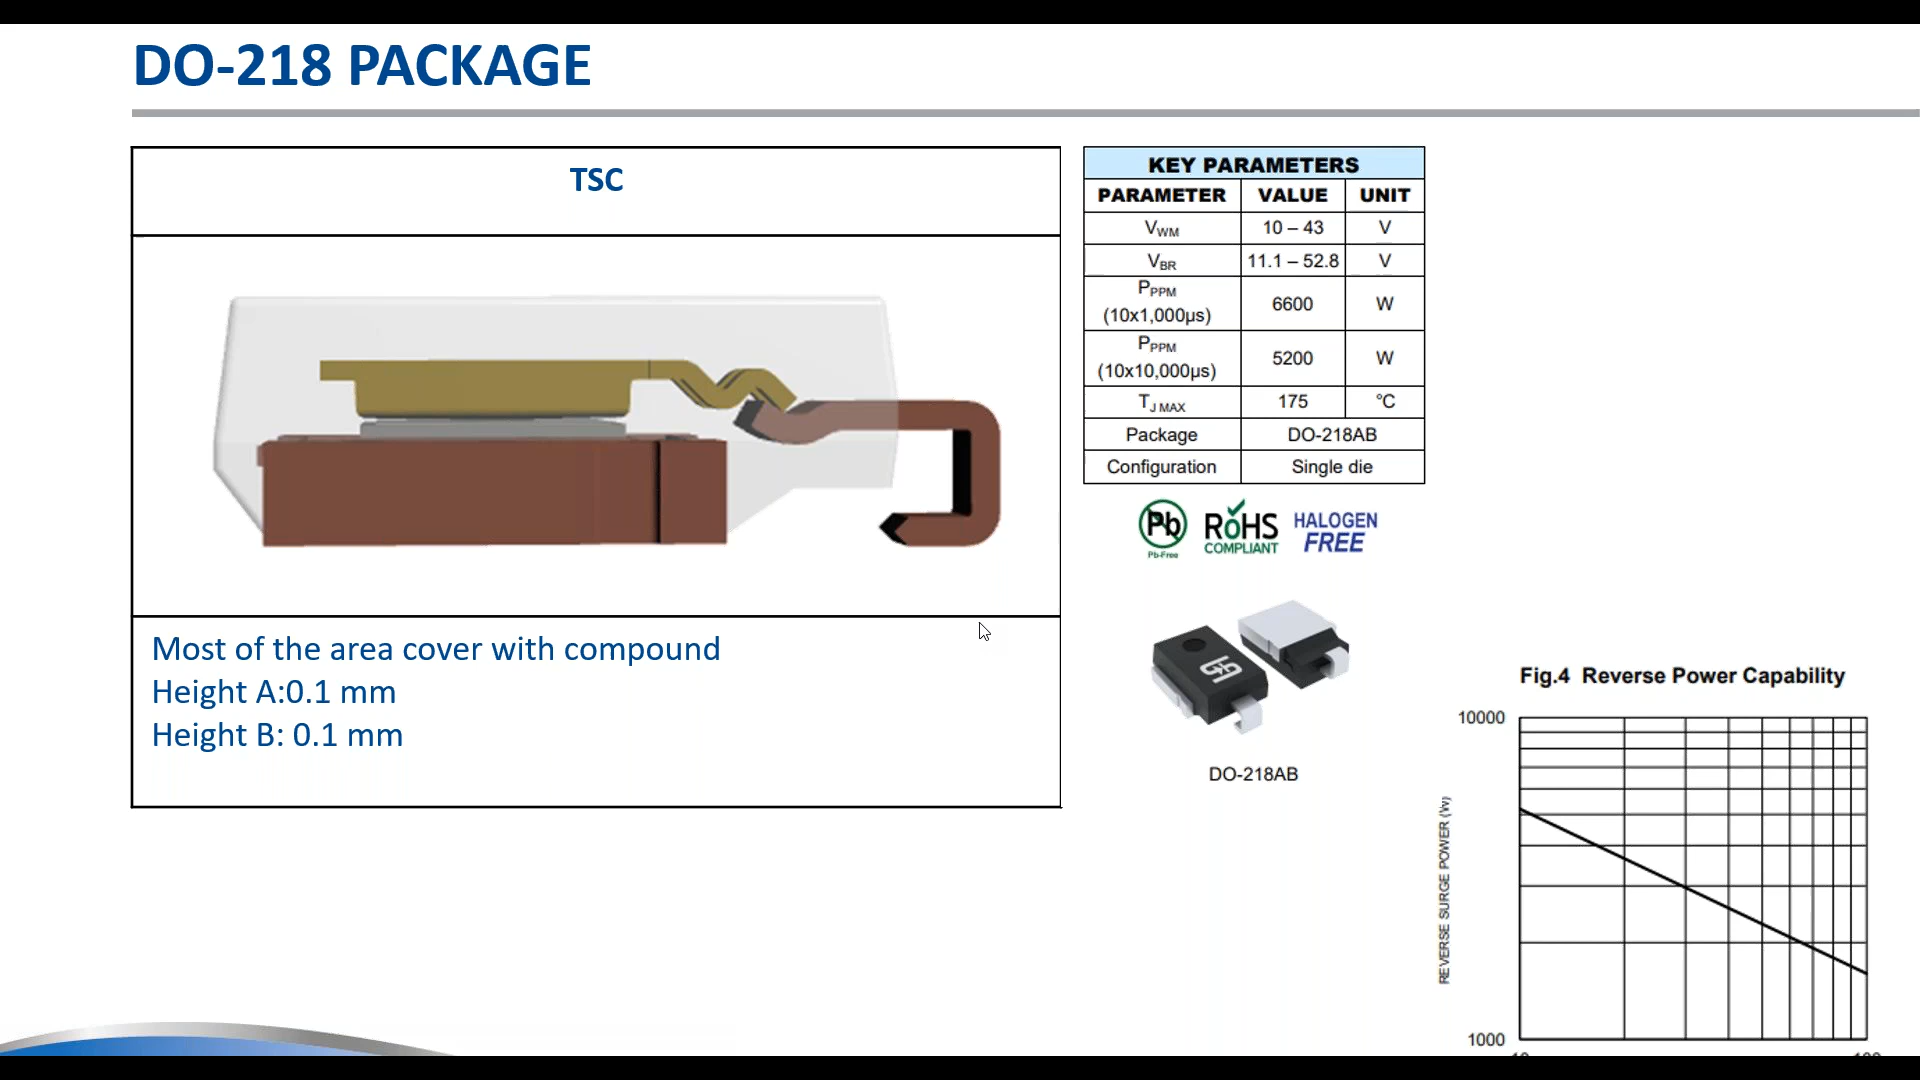 DO-218 PACKAGE
TSC
Most of the area cover with compound
Height A:0.1 mm
Height B: 0.1 mm
KEY PARAMETERS
PARAMETER VALUE UNIT
VWM 10 – 43 V
VBR 11.1 – 52.8 V
PPPM (10x1,000μs) 6600 W
PPPM (10x10,000μs) 5200 W
TJ MAX 175 °C
Package DO-218AB
Configuration Single die
Pb
Pb-Free
RoHS
COMPLIANT
HALOGEN
FREE
DO-218AB
Fig.4 Reverse Power Capability
10000
REVERSE SURGE POWER (W)
1000